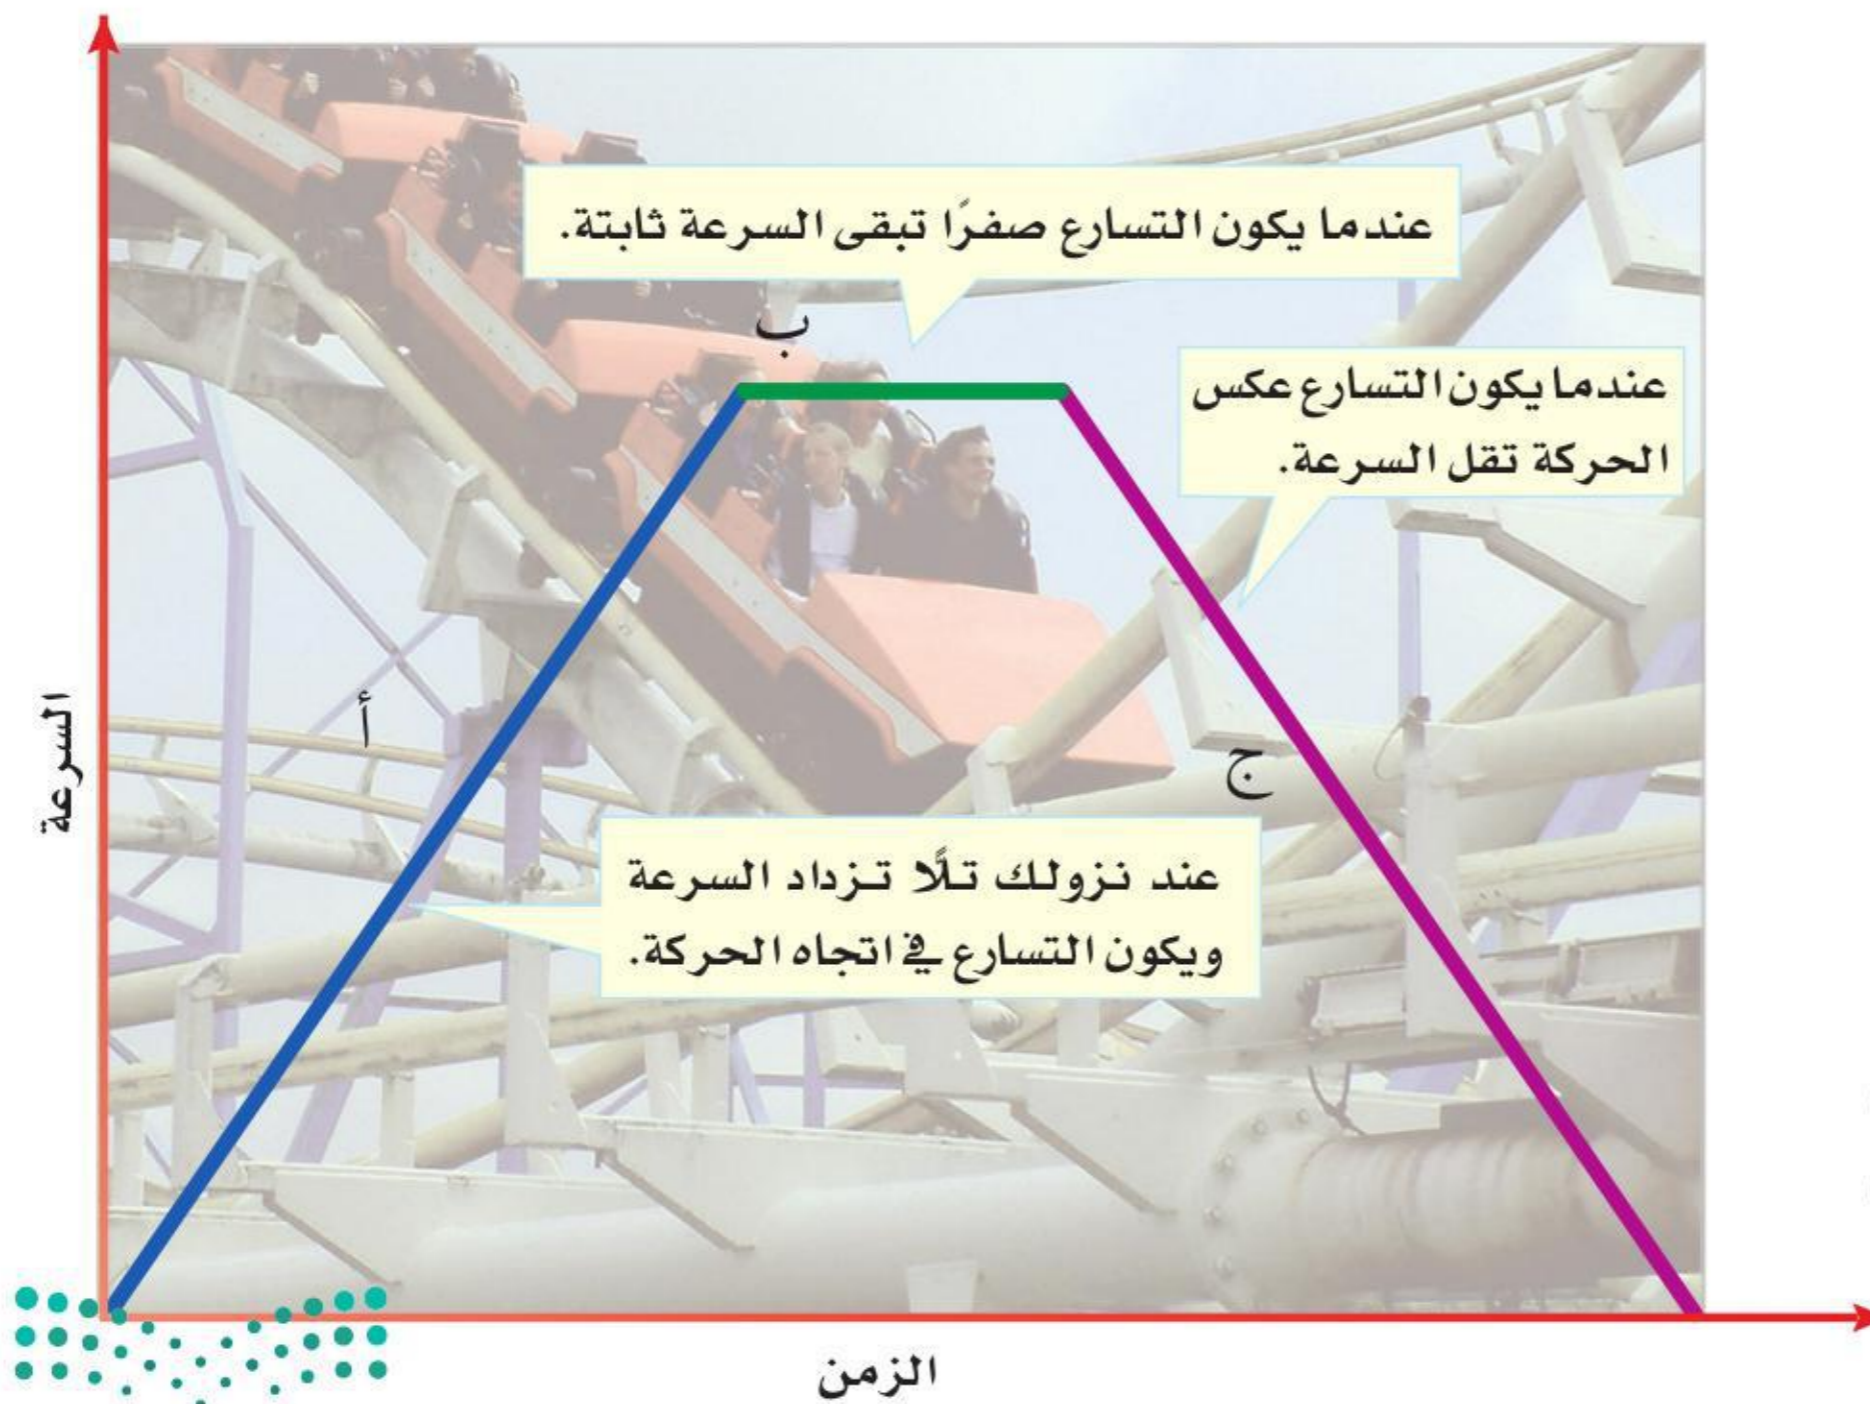 عندما يكون التسارع صفرًا تبقى السرعة ثابتة.
ب
عندما يكون التسارع عكس
الحركة تقل السرعة.
أ
ج
عند نزولك تلًا تزداد السرعة
ويكون التسارع في اتجاه الحركة.
السرعة
الزمن